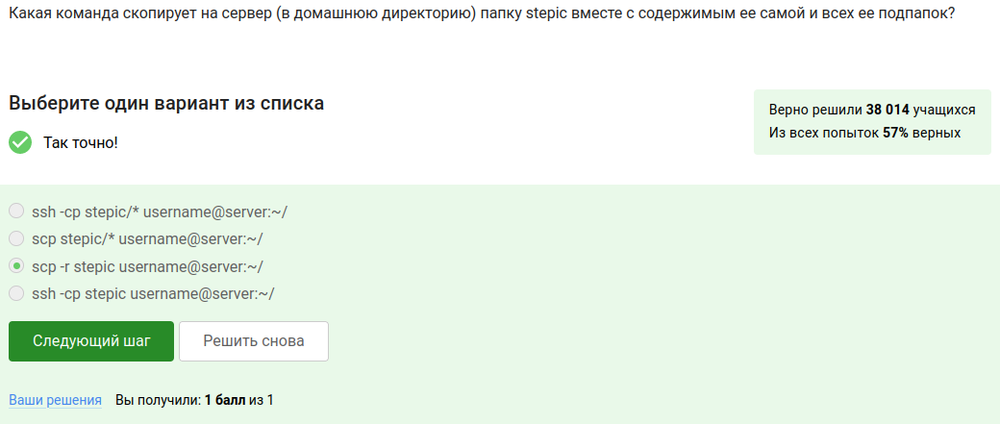 Какая команда скопирует на сервер (в домашнюю директорию) папку stepic вместе с содержимым ее самой и всех ее подпапок?
Выберите один вариант из списка
Верно решили 38 014 учащихся
Из всех попыток 57% верных
Так точно!
ssh -cp stepic/* username@server:~/
scp stepic/* username@server:~/
scp -r stepic username@server:~/
ssh -cp stepic username@server:~/
Следующий шаг
Решить снова
Ваши решения
Вы получили: 1 балл из 1